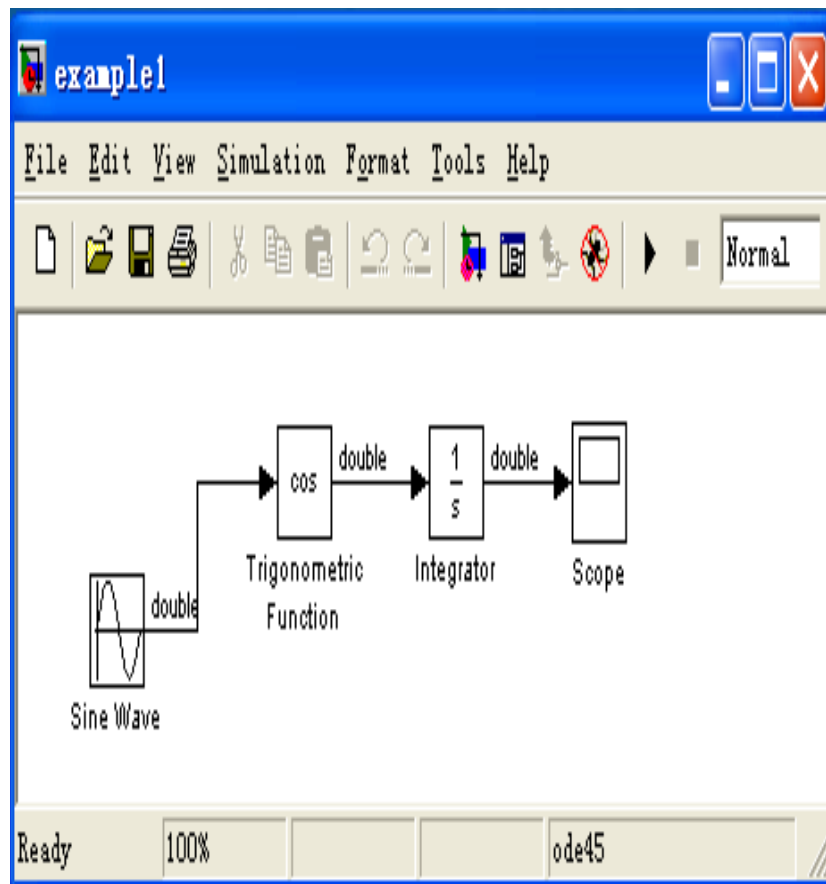 example1
File Edit View Simulation Format Tools Help
Normal
double
double
cos
1
s
Trigonometric
Function
Integrator
Scope
double
Sine Wave
Ready
100%
ode45